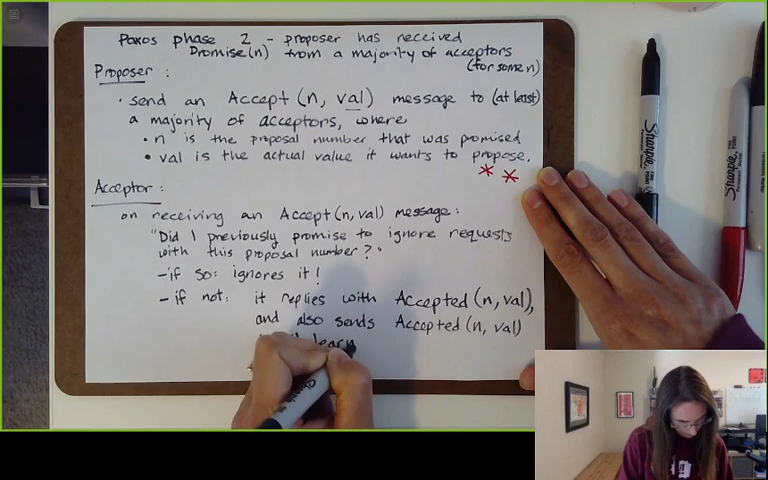 Paxos phase 2 - proposer has received
Promise(n) from a majority of acceptors
(for some n)
Proposer :
· send an Accept (n, val) message to (at least)
a majority of acceptors, where
· n is the proposal number that was promised
· val is the actual value it wants to propose.
* *
Acceptor :
on receiving an Accept(n,val) message:
"Did I previously promise to ignore requests
with this proposal number?"
- if so: ignores it!
- if not: it replies with Accepted (n, val),
and also sends Accepted (n, val)
learn
Sharpie
Sharpie